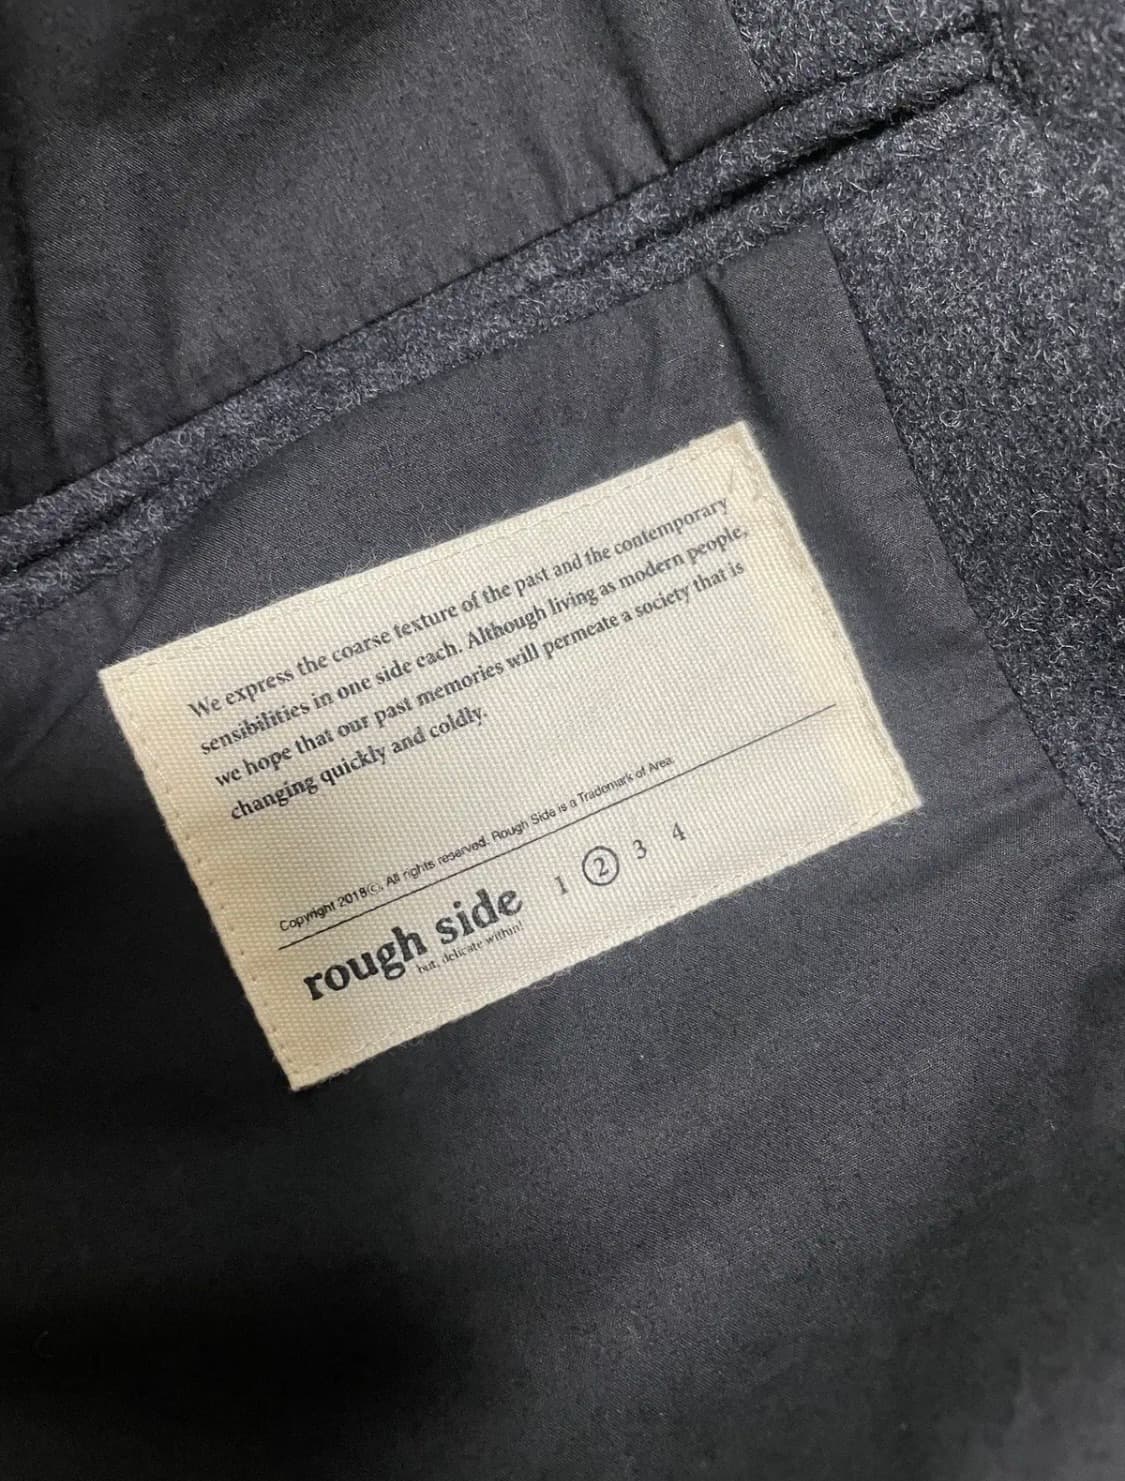 We express the coarse texture of the past and the contemporary
sensibilities in one side each. Although living as modern people,
we hope that our past memories will permeate a society that is
changing quickly and coldly.
Copyright 2018©. All rights reserved. Rough Side is a Trademark of Area.
rough side 1 2 3 4
but, delicate within!